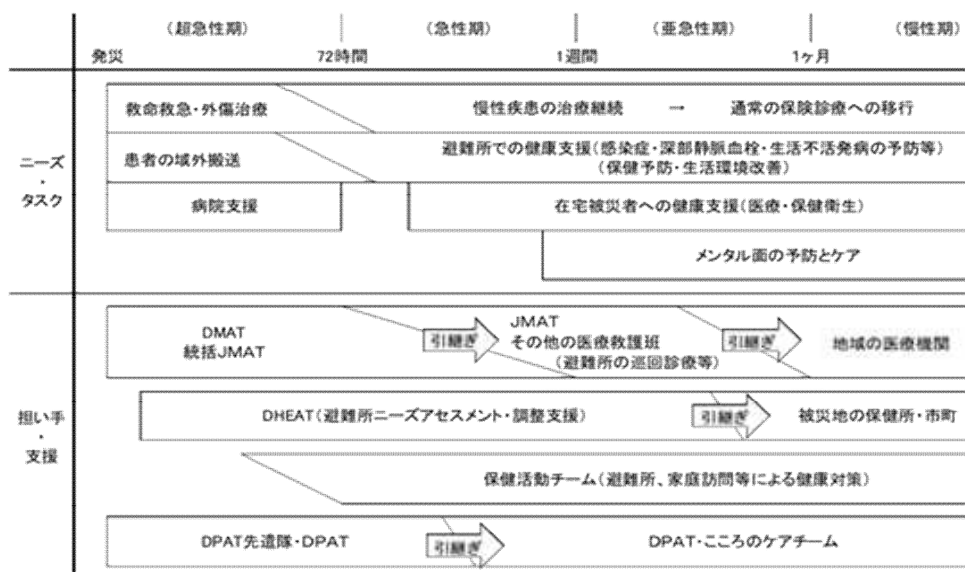 (超急性期) (急性期) (亜急性期) (慢性期)
発災 72時間 1週間 1ヶ月
ニーズ
・
タスク
救命救急・外傷治療 慢性疾患の治療継続 → 通常の保険診療への移行
患者の域外搬送 避難所での健康支援(感染症・深部静脈血栓・生活不活発病の予防等)
(保健予防・生活環境改善)
病院支援 在宅被災者への健康支援(医療・保健衛生)
メンタル面の予防とケア
担い手
・
支援
DMAT
統括JMAT
引継ぎ
JMAT
その他の医療救護班
(避難所の巡回診療等)
引継ぎ
地域の医療機関
DHEAT(避難所ニーズアセスメント・調整支援) 引継ぎ 被災地の保健所・市町
保健活動チーム(避難所、家庭訪問等による健康対策)
DPAT先遣隊・DPAT 引継ぎ DPAT・こころのケアチーム